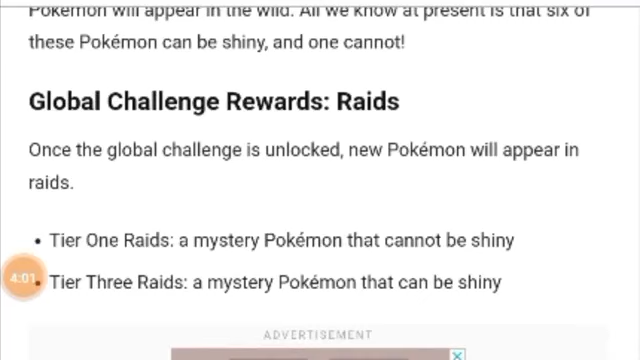 Pokémon will appear in the wild. All we know at present is that six of
these Pokémon can be shiny, and one cannot!
Global Challenge Rewards: Raids
Once the global challenge is unlocked, new Pokémon will appear in
raids.
• Tier One Raids: a mystery Pokémon that cannot be shiny
4:01
• Tier Three Raids: a mystery Pokémon that can be shiny
ADVERTISEMENT